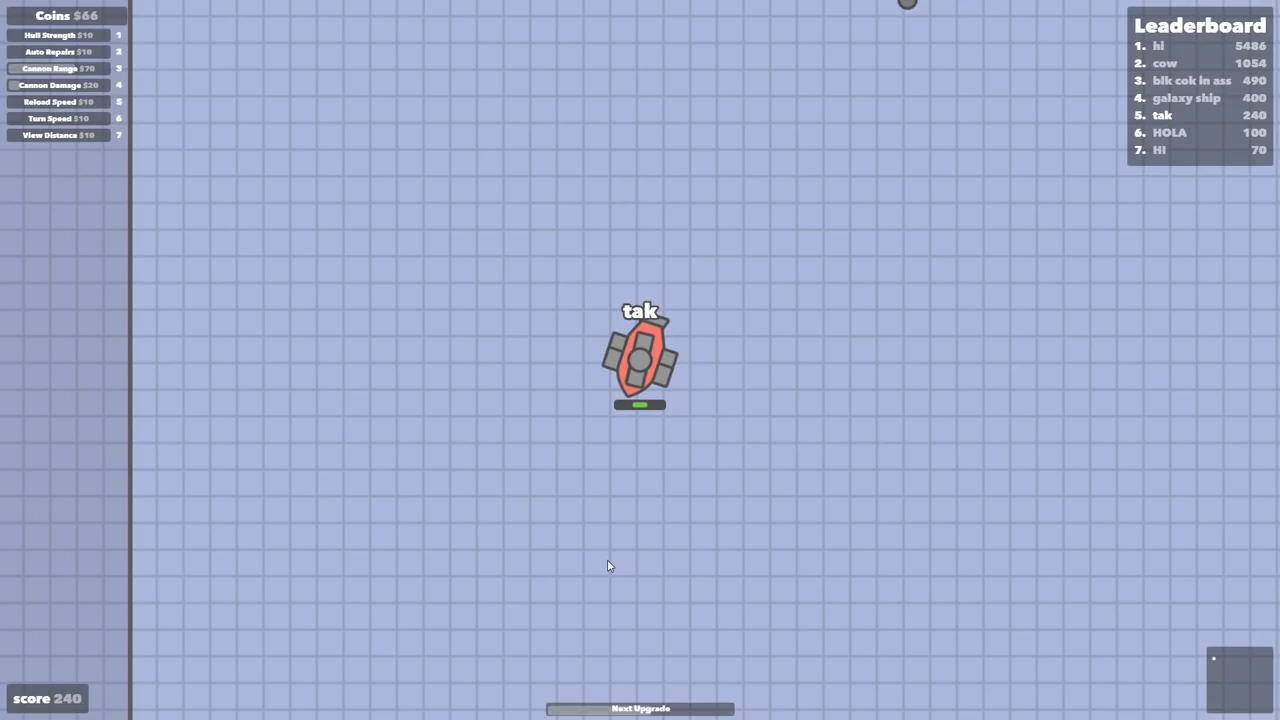 Coins $66
Hull Strength $10 1
Auto Repairs $10 2
Cannon Range $70 3
Cannon Damage $20 4
Reload Speed $10 5
Turn Speed $10 6
View Distance $10 7
Leaderboard
1. hi 5486
2. cow 1054
3. blk cok in ass 490
4. galaxy ship 400
5. tak 240
6. HOLA 100
7. HI 70
tak
score 240
Next Upgrade